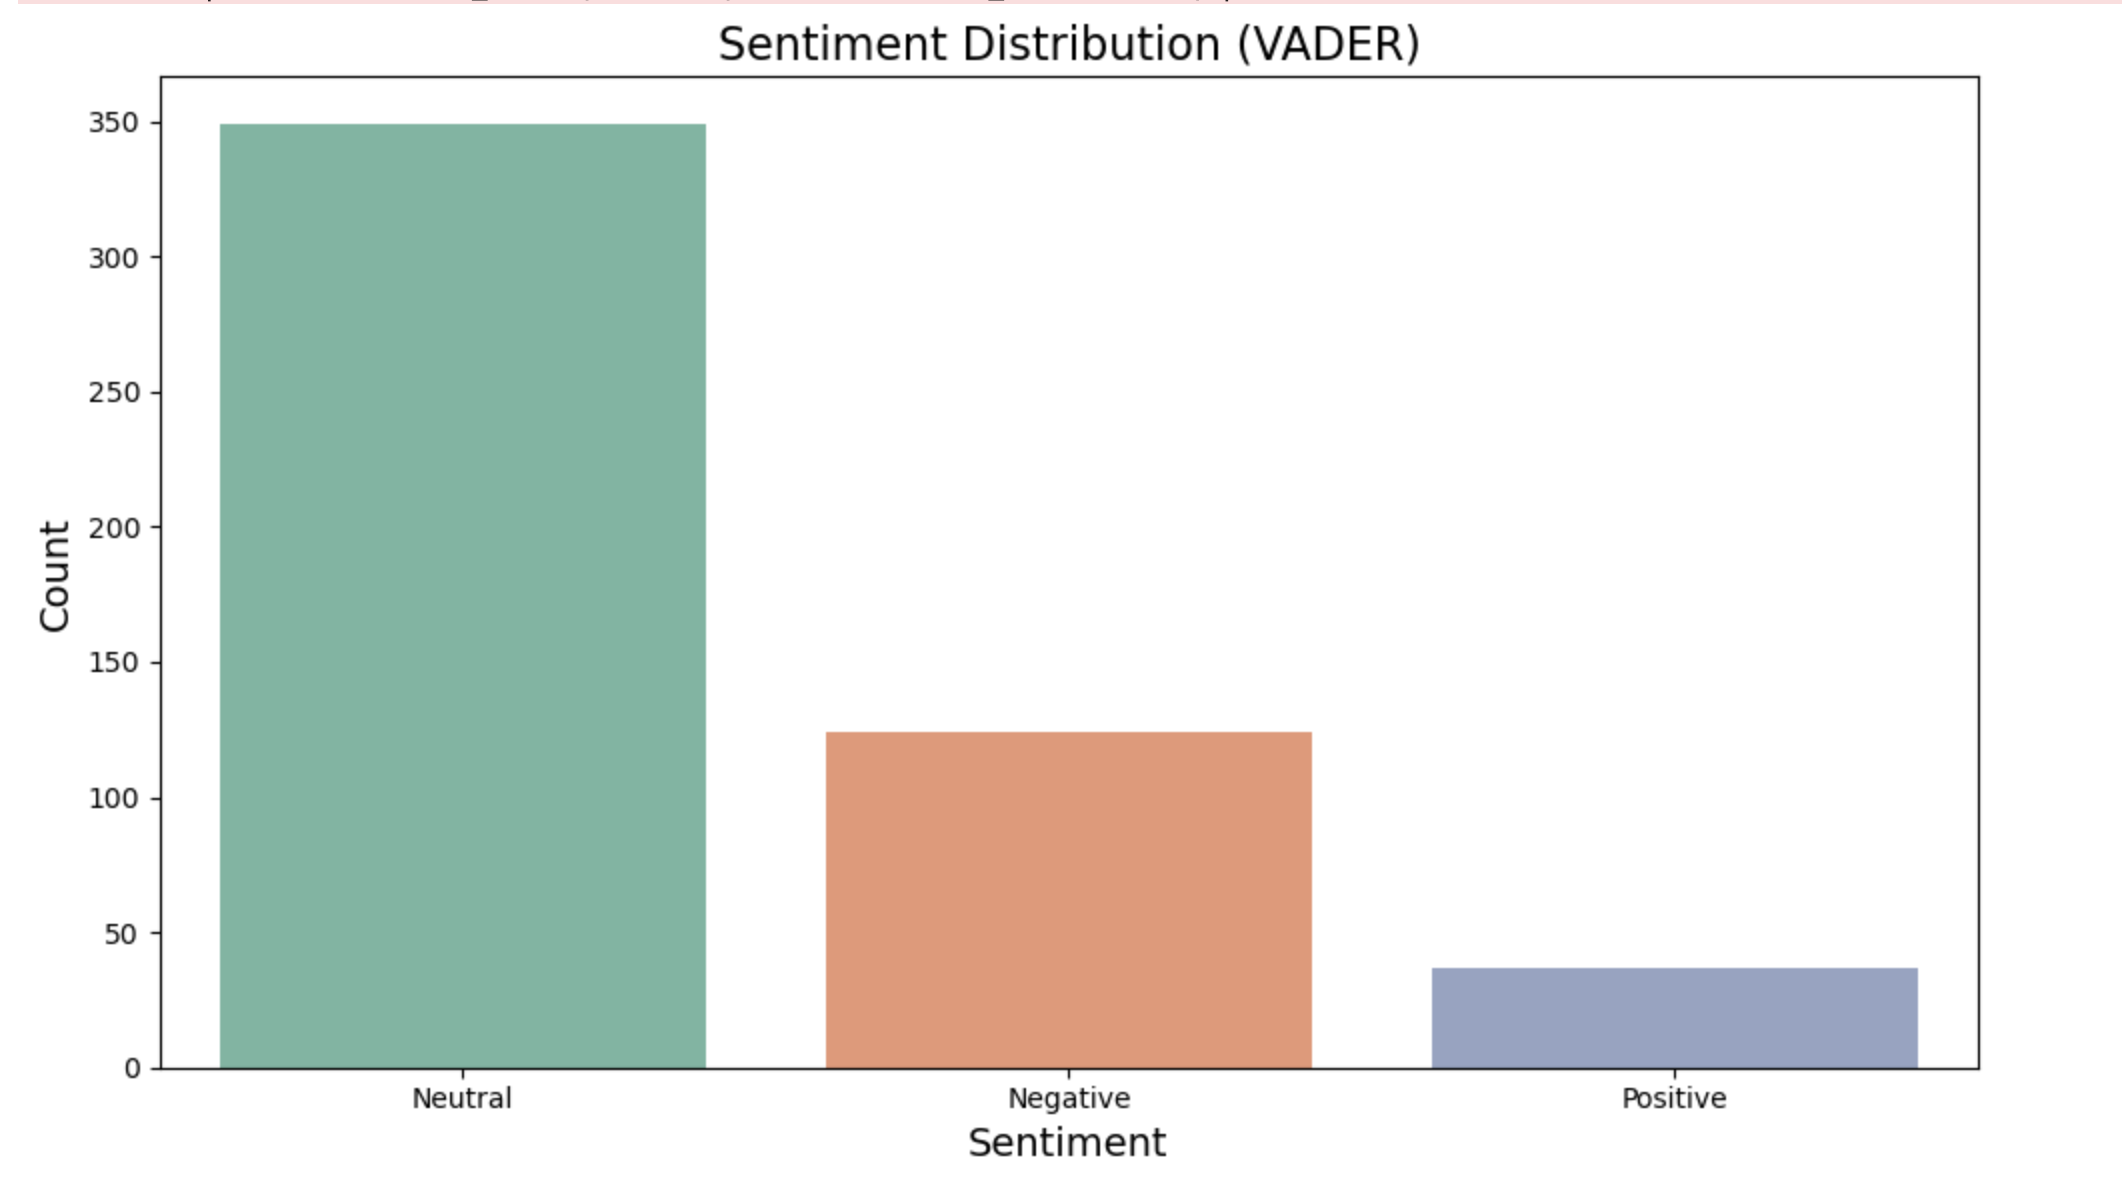 Sentiment Distribution (VADER)
350
300
250
200
150
100
50
0
Count
Neutral
Negative
Positive
Sentiment